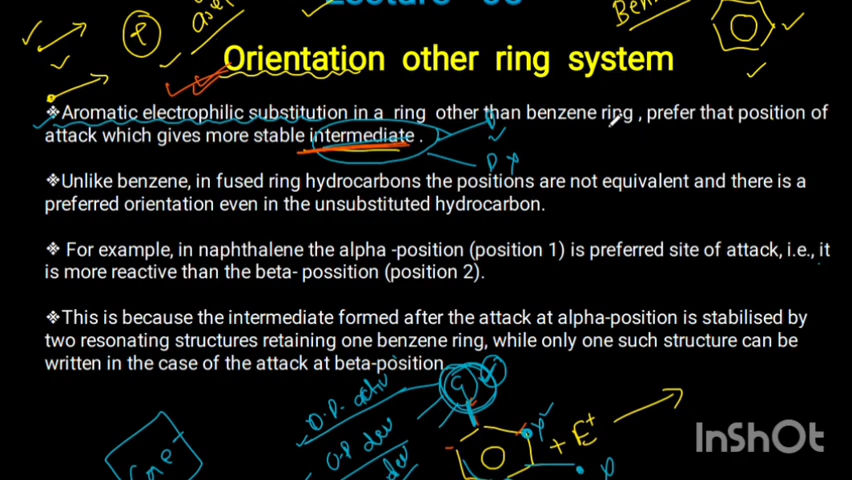 Lecture
Ben
Orientation other ring system
❖Aromatic electrophilic substitution in a ring other than benzene ring , prefer that position of
attack which gives more stable intermediate .
❖Unlike benzene, in fused ring hydrocarbons the positions are not equivalent and there is a
preferred orientation even in the unsubstituted hydrocarbon.
❖ For example, in naphthalene the alpha -position (position 1) is preferred site of attack, i.e., it
is more reactive than the beta- possition (position 2).
❖This is because the intermediate formed after the attack at alpha-position is stabilised by
two resonating structures retaining one benzene ring, while only one such structure can be
written in the case of the attack at beta-position
G
+ E+
InShOt